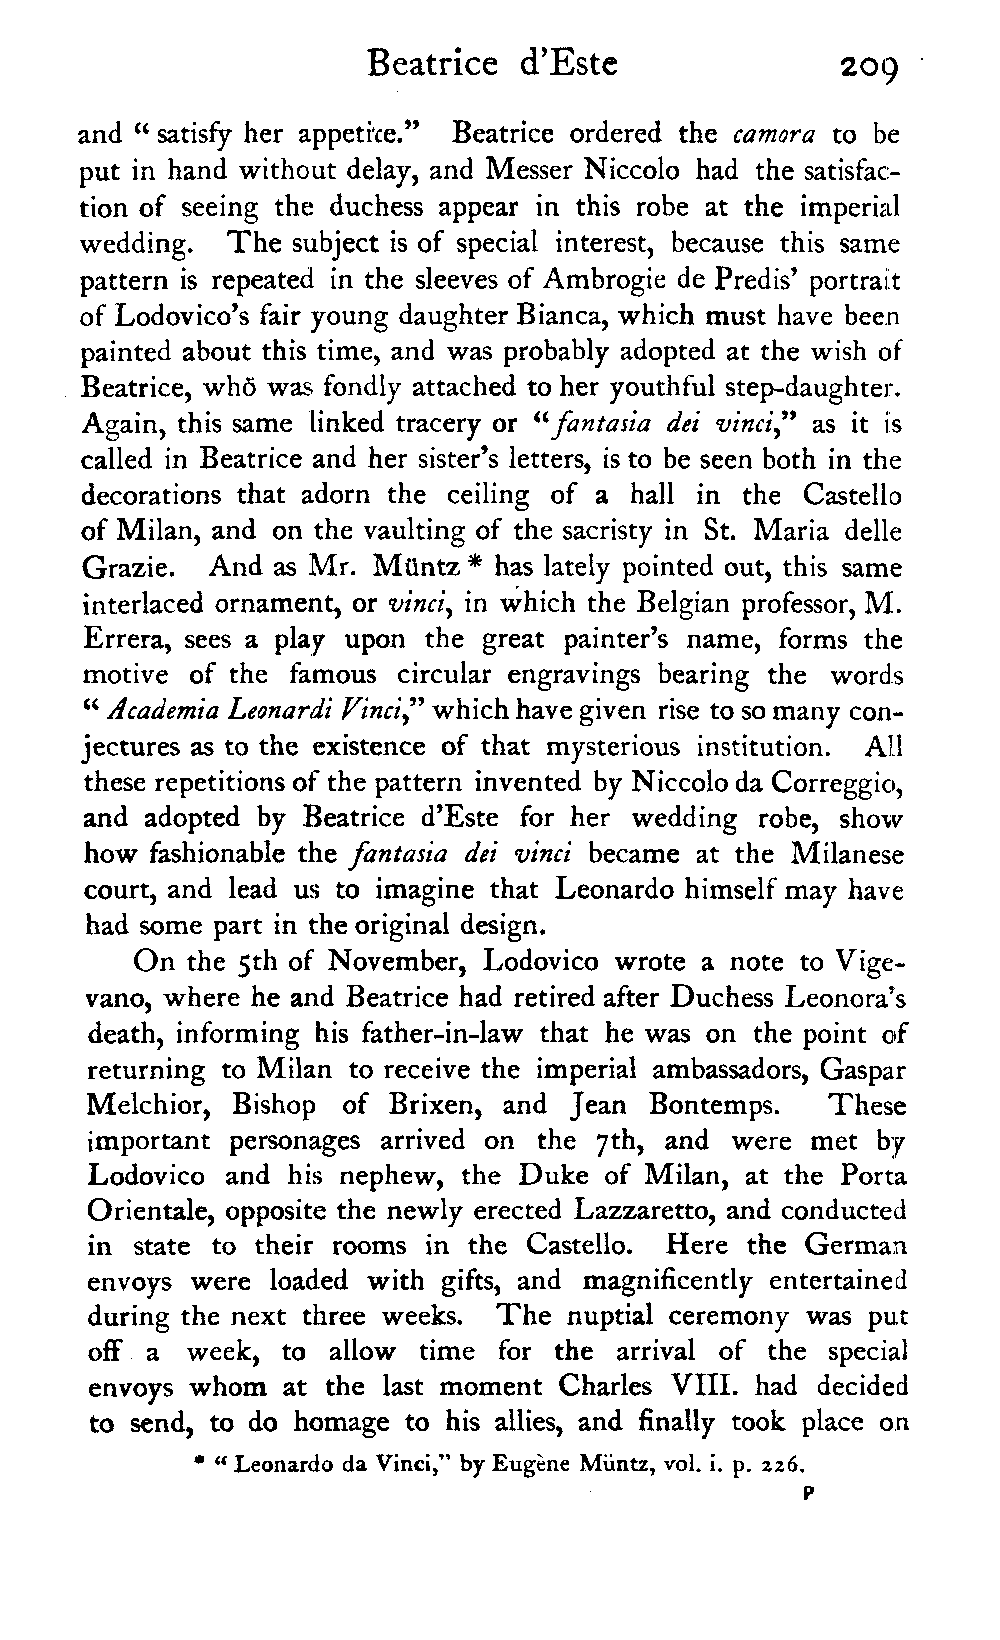 Beatrice d'Este 209
and “ satisfy her appetite.” Beatrice ordered the camora to be
put in hand without delay, and Messer Niccolo had the satisfac-
tion of seeing the duchess appear in this robe at the imperial
wedding. The subject is of special interest, because this same
pattern is repeated in the sleeves of Ambrogie de Predis’ portrait
of Lodovico’s fair young daughter Bianca, which must have been
painted about this time, and was probably adopted at the wish of
Beatrice, who was fondly attached to her youthful step-daughter.
Again, this same linked tracery or “fantasia dei vinci,” as it is
called in Beatrice and her sister’s letters, is to be seen both in the
decorations that adorn the ceiling of a hall in the Castello
of Milan, and on the vaulting of the sacristy in St. Maria delle
Grazie. And as Mr. Müntz * has lately pointed out, this same
interlaced ornament, or vinci, in which the Belgian professor, M.
Errera, sees a play upon the great painter’s name, forms the
motive of the famous circular engravings bearing the words
“ Academia Leonardi Vinci,” which have given rise to so many con-
jectures as to the existence of that mysterious institution. All
these repetitions of the pattern invented by Niccolo da Correggio,
and adopted by Beatrice d’Este for her wedding robe, show
how fashionable the fantasia dei vinci became at the Milanese
court, and lead us to imagine that Leonardo himself may have
had some part in the original design.
On the 5th of November, Lodovico wrote a note to Vige-
vano, where he and Beatrice had retired after Duchess Leonora’s
death, informing his father-in-law that he was on the point of
returning to Milan to receive the imperial ambassadors, Gaspar
Melchior, Bishop of Brixen, and Jean Bontemps. These
important personages arrived on the 7th, and were met by
Lodovico and his nephew, the Duke of Milan, at the Porta
Orientale, opposite the newly erected Lazzaretto, and conducted
in state to their rooms in the Castello. Here the German
envoys were loaded with gifts, and magnificently entertained
during the next three weeks. The nuptial ceremony was put
off a week, to allow time for the arrival of the special
envoys whom at the last moment Charles VIII. had decided
to send, to do homage to his allies, and finally took place on
* “ Leonardo da Vinci,” by Eugène Müntz, vol. i. p. 226.
P